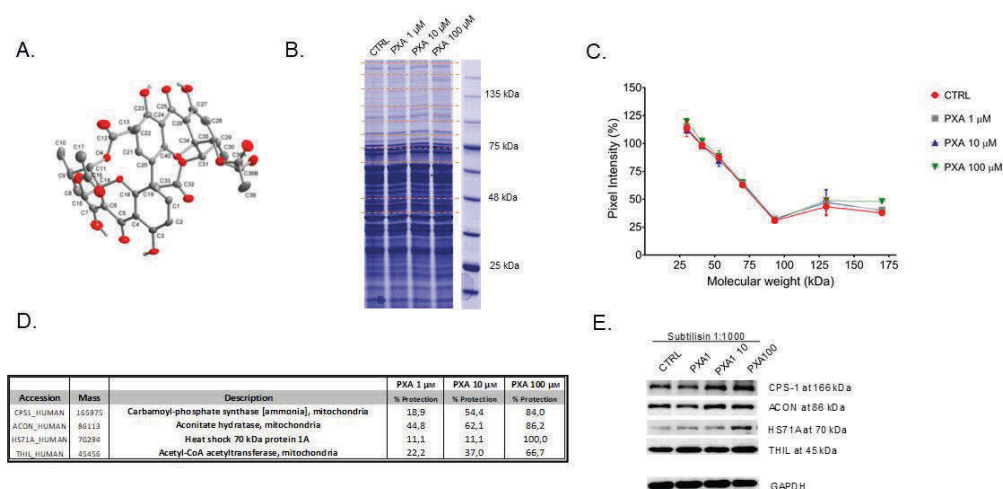 A.
C10
C17
C12
C13
C23
C24
C25
C26
C27
C28
C22
C21
C20
C40
C34
C35
C29
C30
C31
C32
C33
C11
C14
C15
C7
C6
C5
C4
C3
C2
C1
C18
C19
C39
B.
CTRL
PXA 1 µM
PXA 10 µM
PXA 100 µM
135 kDa
75 kDa
48 kDa
25 kDa
C.
Pixel Intensity (%)
150
125
100
75
50
25
0
25 50 75 100 125 150 175
Molecular weight (kDa)
CTRL
PXA 1 µM
PXA 10 µM
PXA 100 µM
D.
PXA 1 µM PXA 10 µM PXA 100 µM
Accession Mass Description % Protection % Protection % Protection
CPS1_HUMAN 165975 Carbamoyl-phosphate synthase [ammonia], mitochondria 18,9 54,4 84,0
ACON_HUMAN 86113 Aconitate hydratase, mitochondria 44,8 62,1 86,2
HS71A_HUMAN 70294 Heat shock 70 kDa protein 1A 11,1 11,1 100,0
THIL_HUMAN 45456 Acetyl-CoA acetyltransferase, mitochondria 22,2 37,0 66,7
E.
Subtilisin 1:1000
CTRL
PXA1
PXA1 10
PXA100
CPS-1 at 166 kDa
ACON at 86 kDa
HS71A at 70 kDa
THIL at 45 kDa
GAPDH